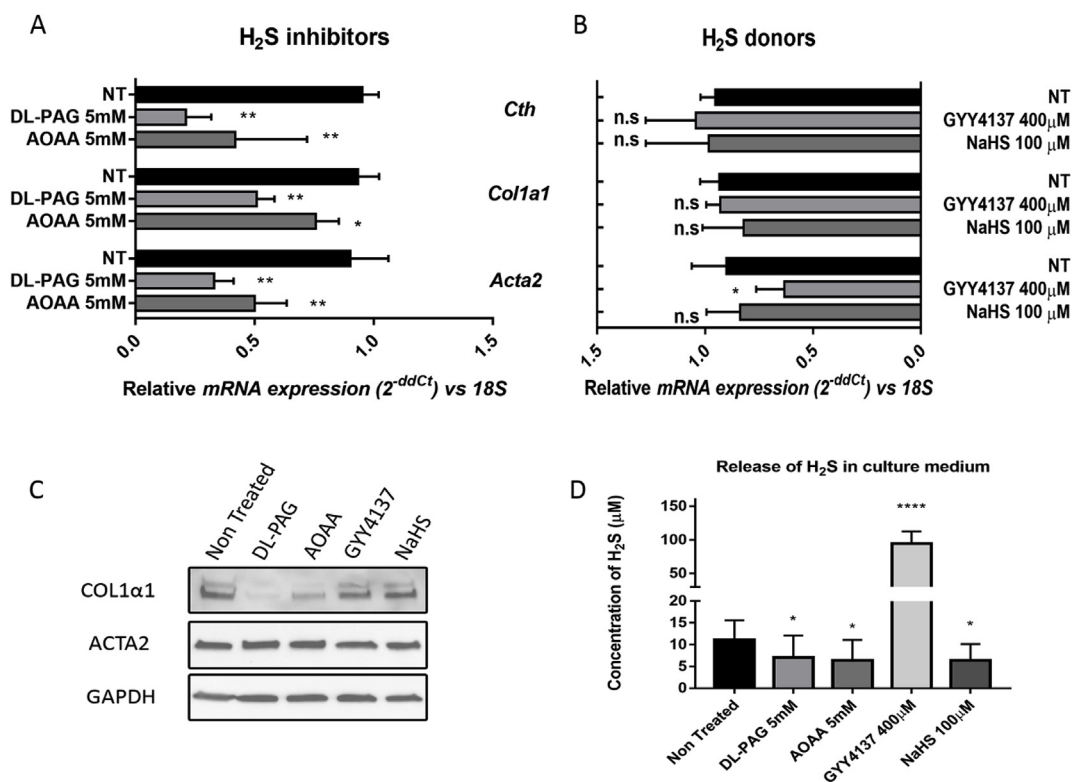 A
H2S inhibitors
NT
DL-PAG 5mM
**
AOAA 5mM
**
Cth
NT
DL-PAG 5mM
**
AOAA 5mM
*
Col1a1
NT
DL-PAG 5mM
**
AOAA 5mM
**
Acta2
0.0 0.5 1.0 1.5
Relative mRNA expression (2-ddCt) vs 18S
B
H2S donors
NT
n.s GYY4137 400μM
n.s NaHS 100 μM
NT
n.s GYY4137 400μM
n.s NaHS 100 μM
NT
* GYY4137 400μM
n.s NaHS 100 μM
1.5 1.0 0.5 0.0
Relative mRNA expression (2-ddCt) vs 18S
C
Non Treated
DL-PAG
AOAA
GYY4137
NaHS
COL1α1
ACTA2
GAPDH
D
Release of H2S in culture medium
Concentration of H2S (μM)
150
100
50
20
15
10
5
0
*
*
****
*
Non Treated
DL-PAG 5mM
AOAA 5mM
GYY4137 400μM
NaHS 100μM